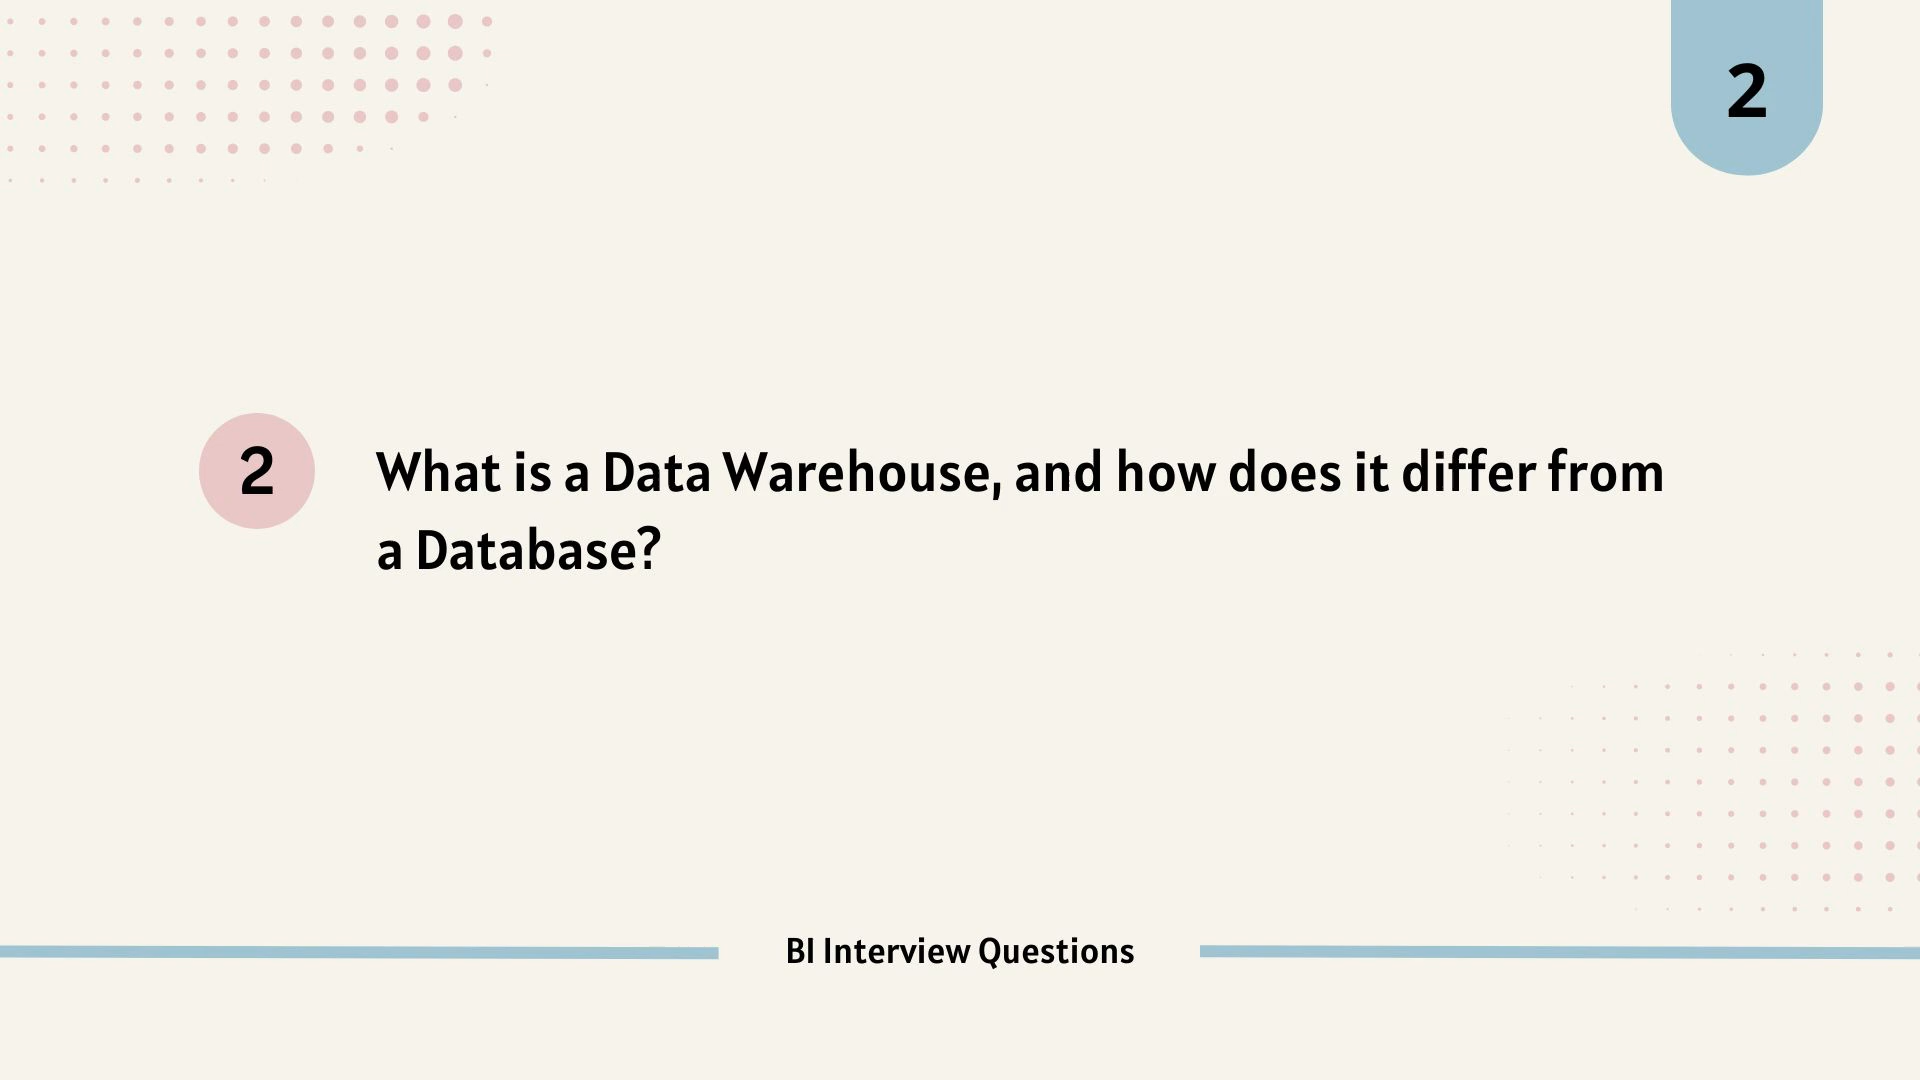 2
2
What is a Data Warehouse, and how does it differ from
a Database?
BI Interview Questions